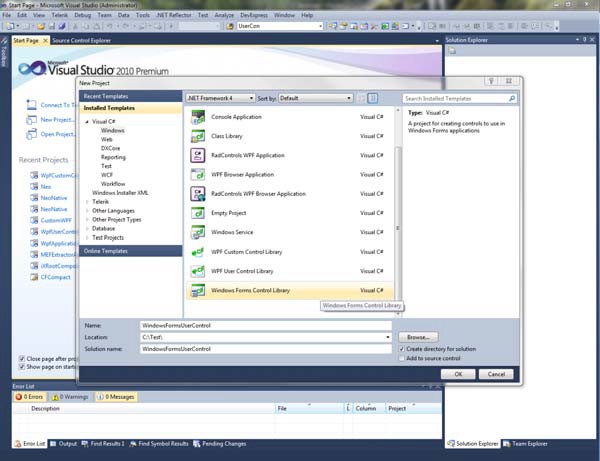 Start Page - Microsoft Visual Studio (Administrator)
File Edit View Telerik Debug Team Data Tools .NET Reflector Test Analyze DevExpress Window Help
UserCon
Start Page
Source Control Explorer
Solution Explorer
Toolbox
Microsoft
Visual Studio 2010 Premium
Connect To Te
New Project...
Open Project...
Recent Projects
WpfCustomCo
Neo
NeoNative
NeoNative
CustomWPF
WpfUserContr
WpfApplicatio
MEFExtractor
iXRootCompa
CFCompact
Close page after proj
Show page on startu
New Project
Recent Templates
Installed Templates
Visual C#
Windows
Web
DXCore
Reporting
Test
WCF
Workflow
Windows Installer XML
Telerik
Other Languages
Other Project Types
Database
Test Projects
Online Templates
.NET Framework 4
Sort by: Default
Search Installed Templates
Console Application Visual C#
Class Library Visual C#
RadControls WPF Application Visual C#
WPF Browser Application Visual C#
RadControls WPF Browser Application Visual C#
Empty Project Visual C#
Windows Service Visual C#
WPF Custom Control Library Visual C#
WPF User Control Library Visual C#
Windows Forms Control Library Visual C#
Windows Forms Control Library
Type: Visual C#
A project for creating controls to use in
Windows Forms applications
Name: WindowsFormsUserControl
Location: C:\Test\
Browse...
Solution name: WindowsFormsUserControl
Create directory for solution
Add to source control
OK
Cancel
Error List
0 Errors 0 Warnings 0 Messages
Description File L Column Project
Error List Output Find Results 1 Find Symbol Results Pending Changes
Solution Explorer Team Explorer